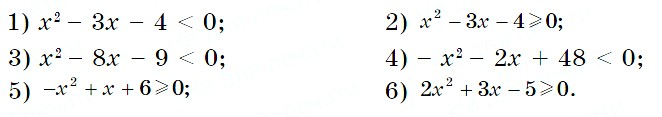 1) x² – 3x – 4 < 0; 2) x² – 3x – 4 ⩾ 0;
3) x² – 8x – 9 < 0; 4) – x² – 2x + 48 < 0;
5) –x² + x + 6 ⩾ 0; 6) 2x² + 3x – 5 ⩾ 0.